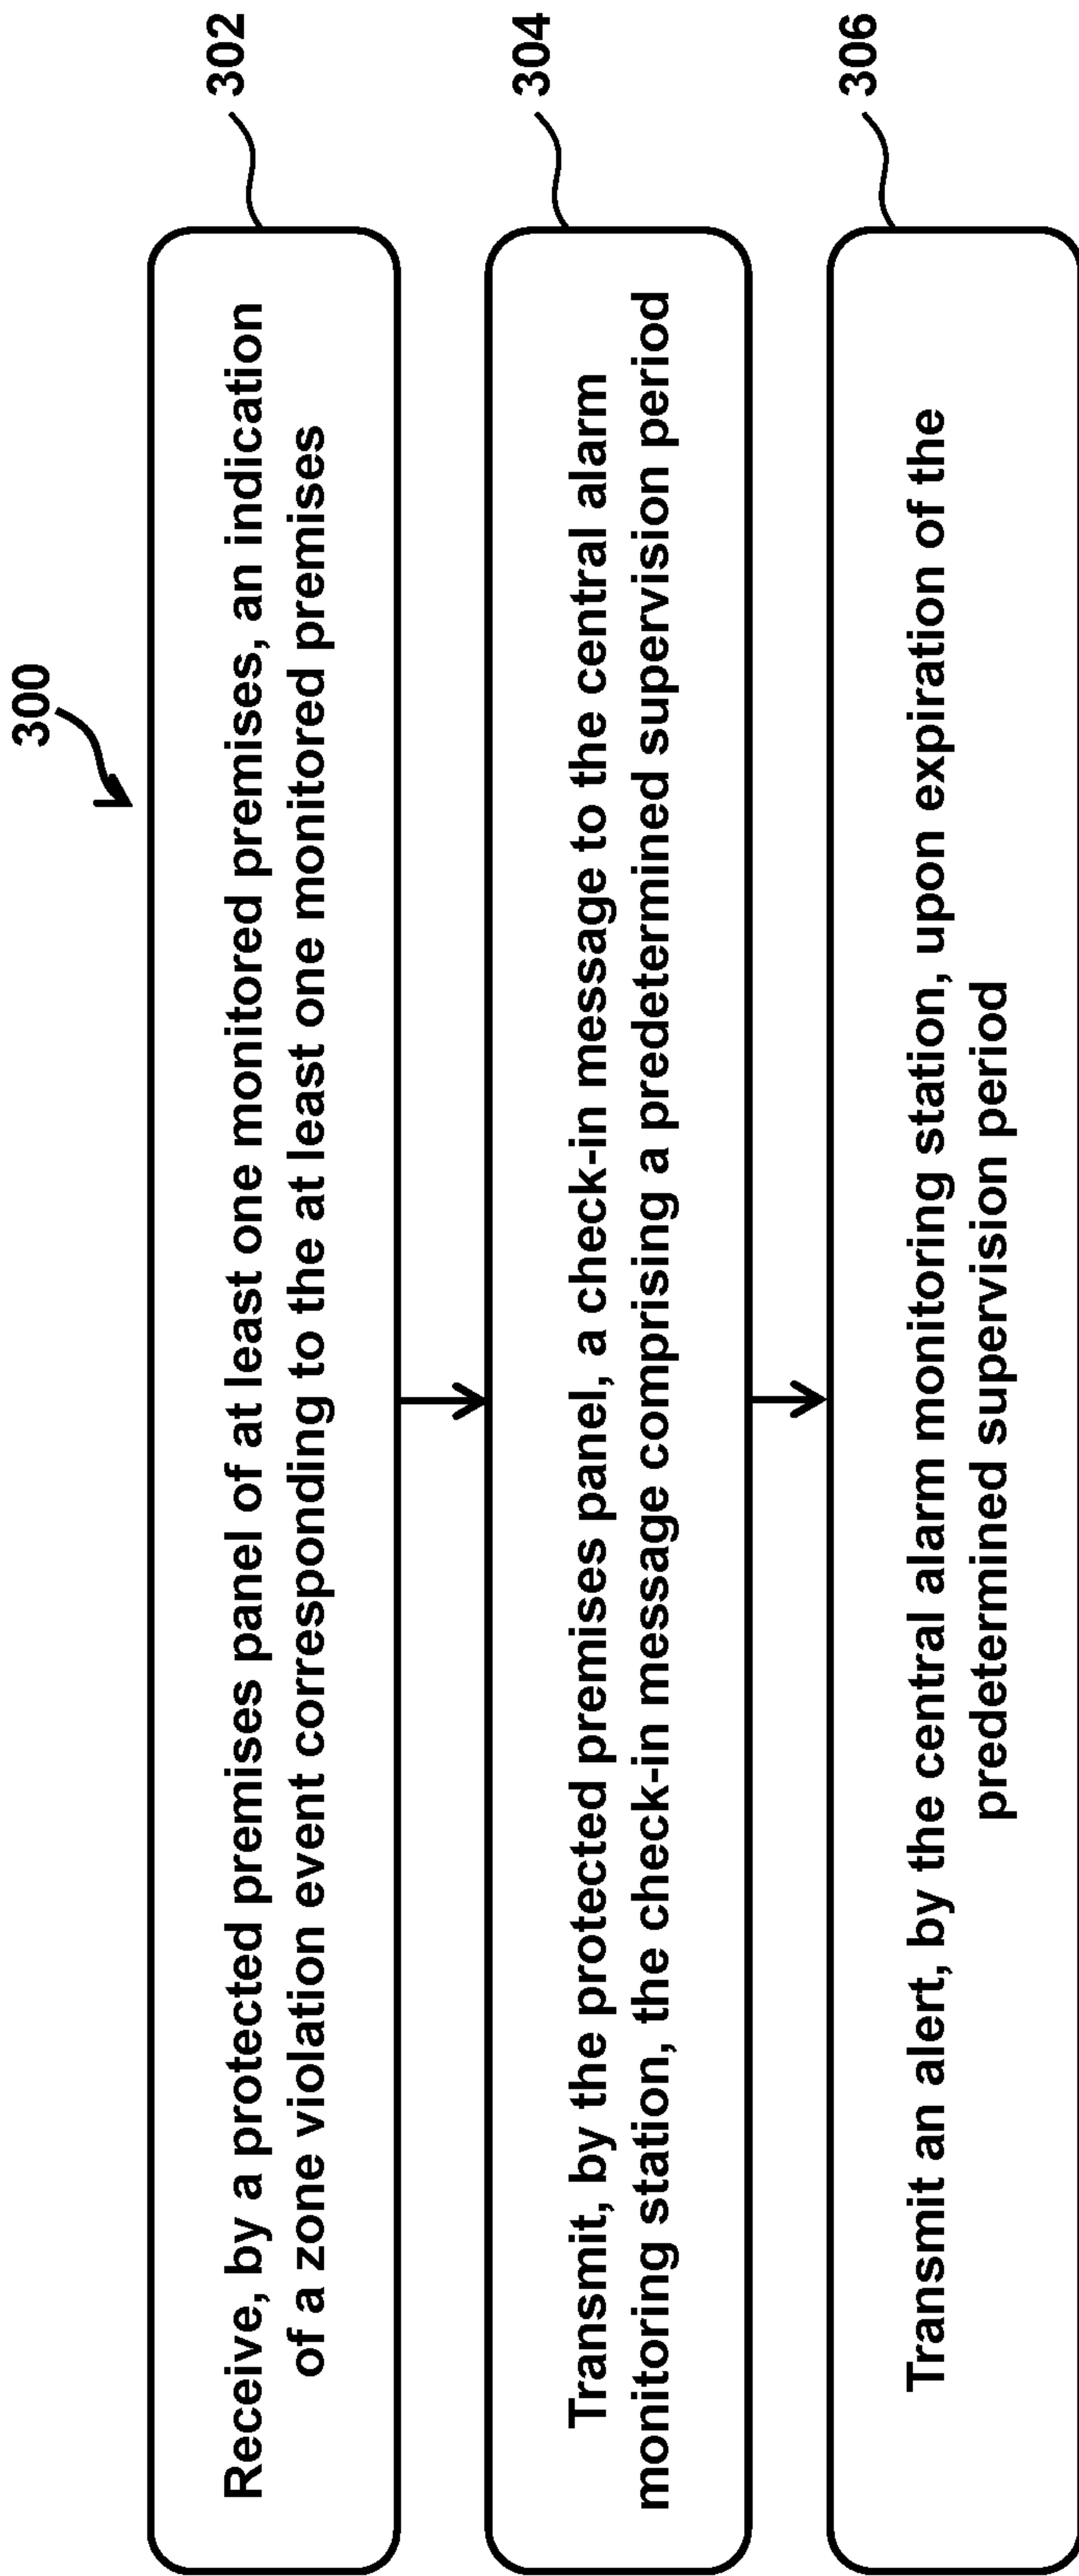 300
302
Receive, by a protected premises panel of at least one monitored premises, an indication
of a zone violation event corresponding to the at least one monitored premises
304
Transmit, by the protected premises panel, a check-in message to the central alarm
monitoring station, the check-in message comprising a predetermined supervision period
306
Transmit an alert, by the central alarm monitoring station, upon expiration of the
predetermined supervision period